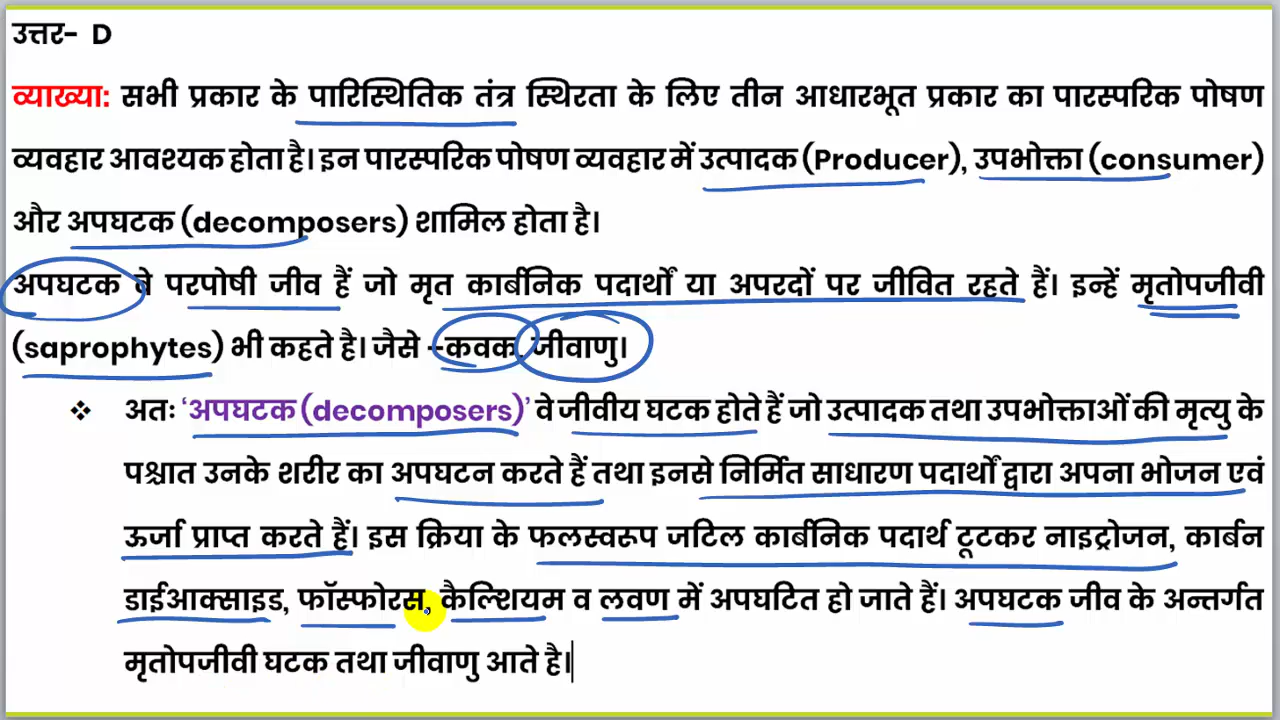 उत्तर- D
व्याख्या: सभी प्रकार के पारिस्थितिक तंत्र स्थिरता के लिए तीन आधारभूत प्रकार का पारस्परिक पोषण
व्यवहार आवश्यक होता है। इन पारस्परिक पोषण व्यवहार में उत्पादक (Producer), उपभोक्ता (consumer)
और अपघटक (decomposers) शामिल होता है।
अपघटक वे परपोषी जीव हैं जो मृत कार्बनिक पदार्थों या अपरदों पर जीवित रहते हैं। इन्हें मृतोपजीवी
(saprophytes) भी कहते है। जैसे –कवक, जीवाणु।
❖ अतः ‘अपघटक (decomposers)’ वे जीवीय घटक होते हैं जो उत्पादक तथा उपभोक्ताओं की मृत्यु के
पश्चात उनके शरीर का अपघटन करते हैं तथा इनसे निर्मित साधारण पदार्थों द्वारा अपना भोजन एवं
ऊर्जा प्राप्त करते हैं। इस क्रिया के फलस्वरूप जटिल कार्बनिक पदार्थ टूटकर नाइट्रोजन, कार्बन
डाईआक्साइड, फॉस्फोरस, कैल्शियम व लवण में अपघटित हो जाते हैं। अपघटक जीव के अन्तर्गत
मृतोपजीवी घटक तथा जीवाणु आते है।